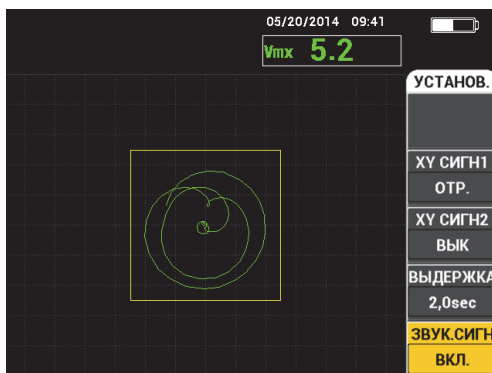 05/20/2014 09:41
Vmx 5.2
УСТАНОВ.
XY СИГН1
ОТР.
XY СИГН2
ВЫК
ВЫДЕРЖКА
2,0sec
ЗВУК.СИГН
ВКЛ.